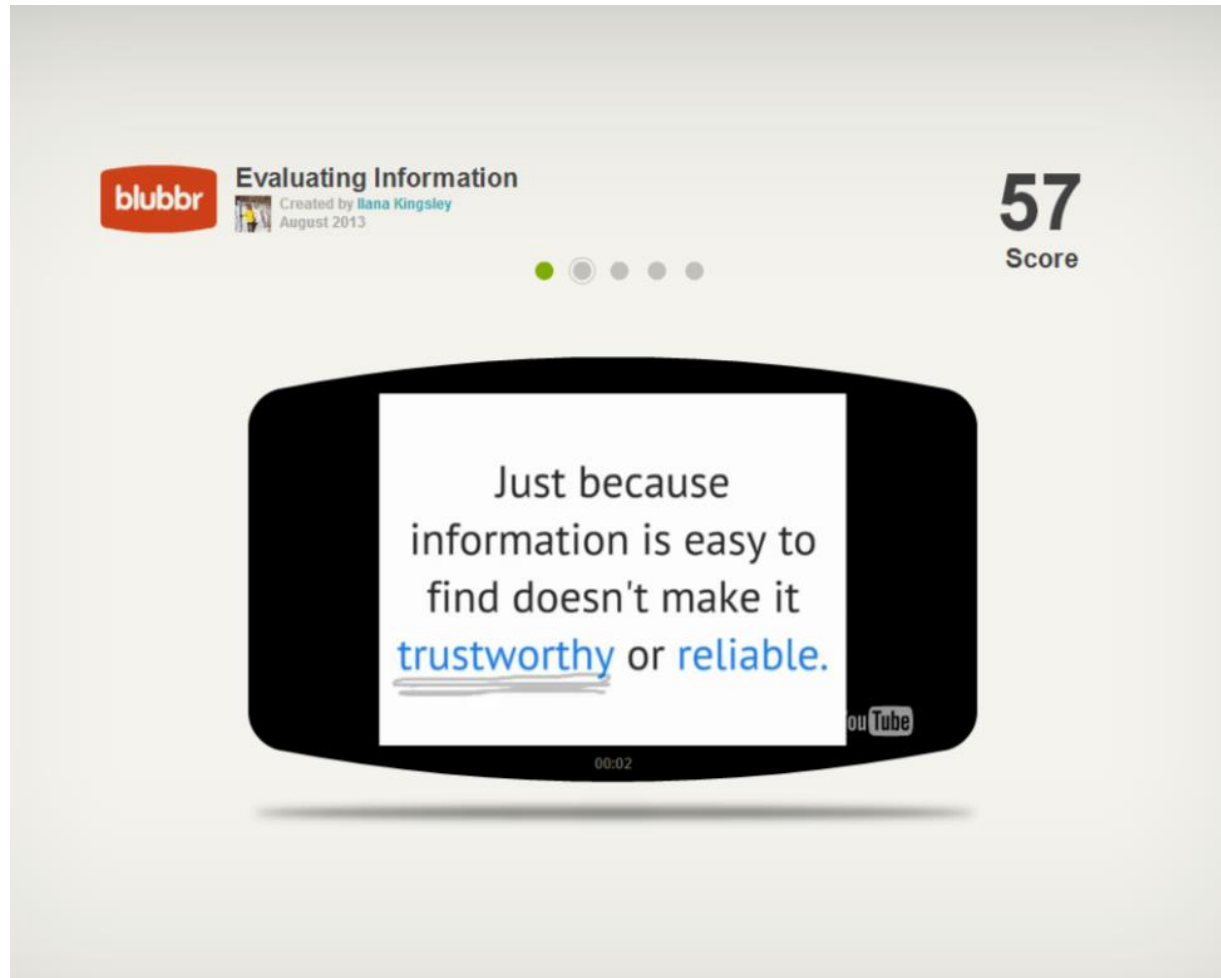 blubbr
Evaluating Information
Created by Ilana Kingsley
August 2013
57
Score
Just because
information is easy to
find doesn't make it
trustworthy or reliable.
YouTube
00:02